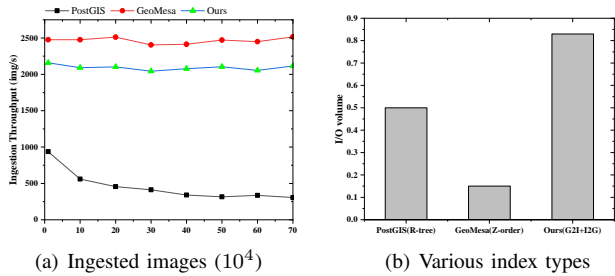 PostGIS GeoMesa Ours
Ingestion Throughput (img/s)
2500
2000
1500
1000
500
0
0 10 20 30 40 50 60 70
(a) Ingested images (10⁴)
I/O volume
0.9
0.8
0.7
0.6
0.5
0.4
0.3
0.2
0.1
0.0
PostGIS(R-tree) GeoMesa(Z-order) Ours(G2I+I2G)
(b) Various index types